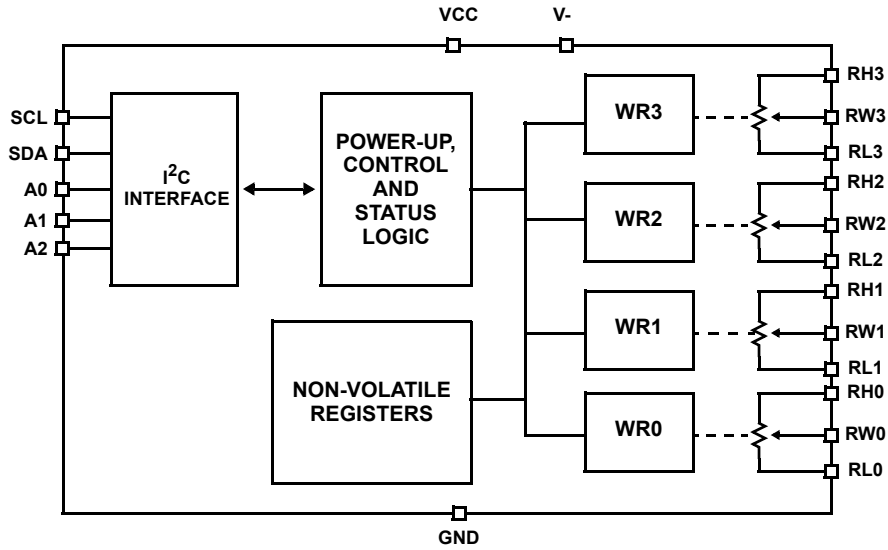 VCC
V-
SCL
SDA
A0
A1
A2
I²C
INTERFACE
POWER-UP,
CONTROL
AND
STATUS
LOGIC
NON-VOLATILE
REGISTERS
WR3
WR2
WR1
WR0
RH3
RW3
RL3
RH2
RW2
RL2
RH1
RW1
RL1
RH0
RW0
RL0
GND